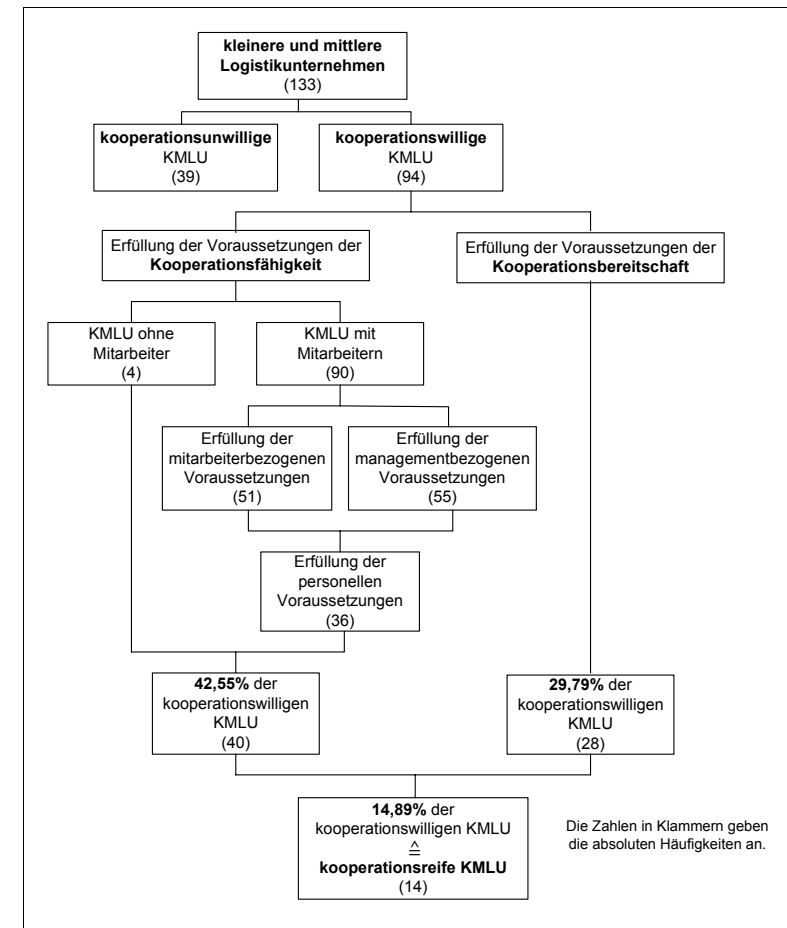 kleinere und mittlere
Logistikunternehmen
(133)
kooperationsunwillige
KMLU
(39)
kooperationswillige
KMLU
(94)
Erfüllung der Voraussetzungen der
Kooperationsfähigkeit
Erfüllung der Voraussetzungen der
Kooperationsbereitschaft
KMLU ohne
Mitarbeiter
(4)
KMLU mit
Mitarbeitern
(90)
Erfüllung der
mitarbeiterbezogenen
Voraussetzungen
(51)
Erfüllung der
managementbezogenen
Voraussetzungen
(55)
Erfüllung der
personellen
Voraussetzungen
(36)
42,55% der
kooperationswilligen
KMLU
(40)
29,79% der
kooperationswilligen
KMLU
(28)
14,89% der
kooperationswilligen KMLU
≙
kooperationsreife KMLU
(14)
Die Zahlen in Klammern geben
die absoluten Häufigkeiten an.